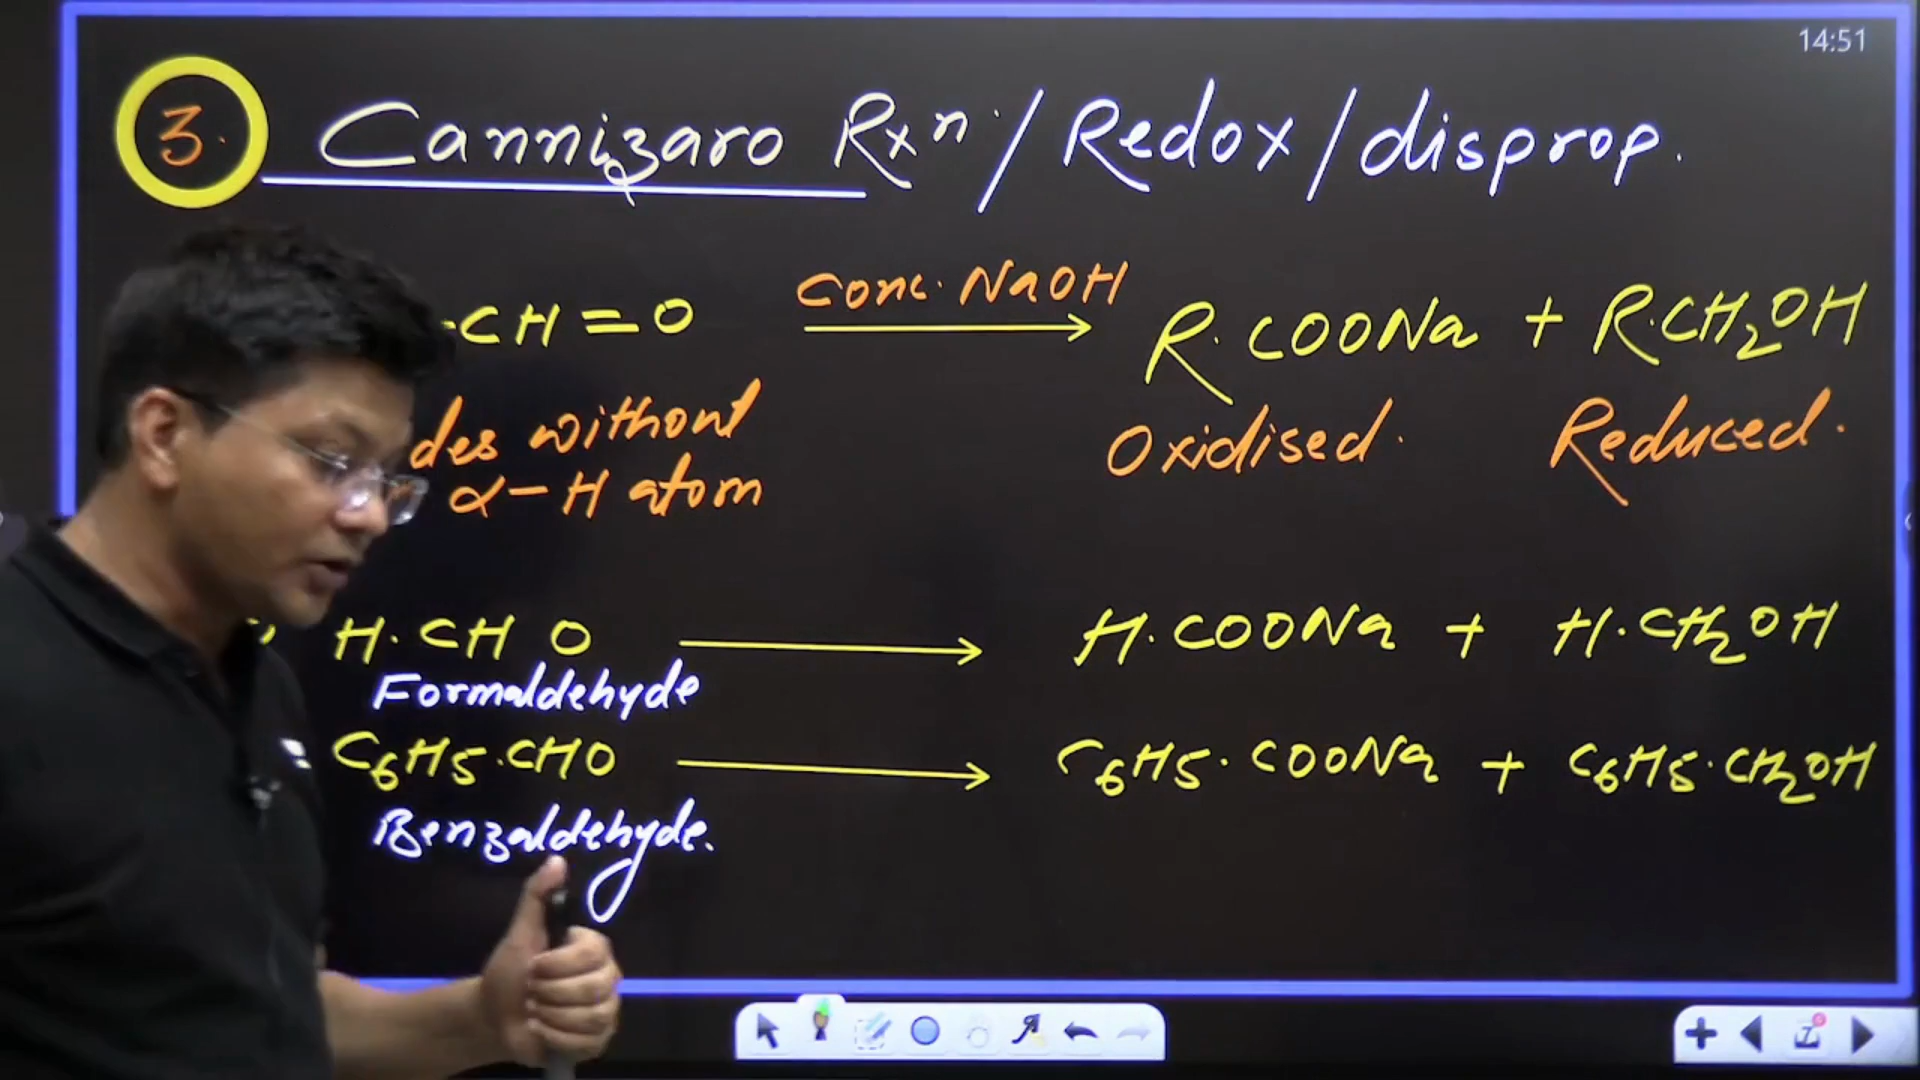 14:51
3. Cannizaro Rxn. / Redox / disprop.
-CH=O Conc. NaOH R.COONa + R.CH2OH
des without Oxidised. Reduced.
α-H atom
H.CHO H.COONa + H.CH2OH
Formaldehyde
C6H5.CHO C6H5.COONa + C6H5.CH2OH
Benzaldehyde.